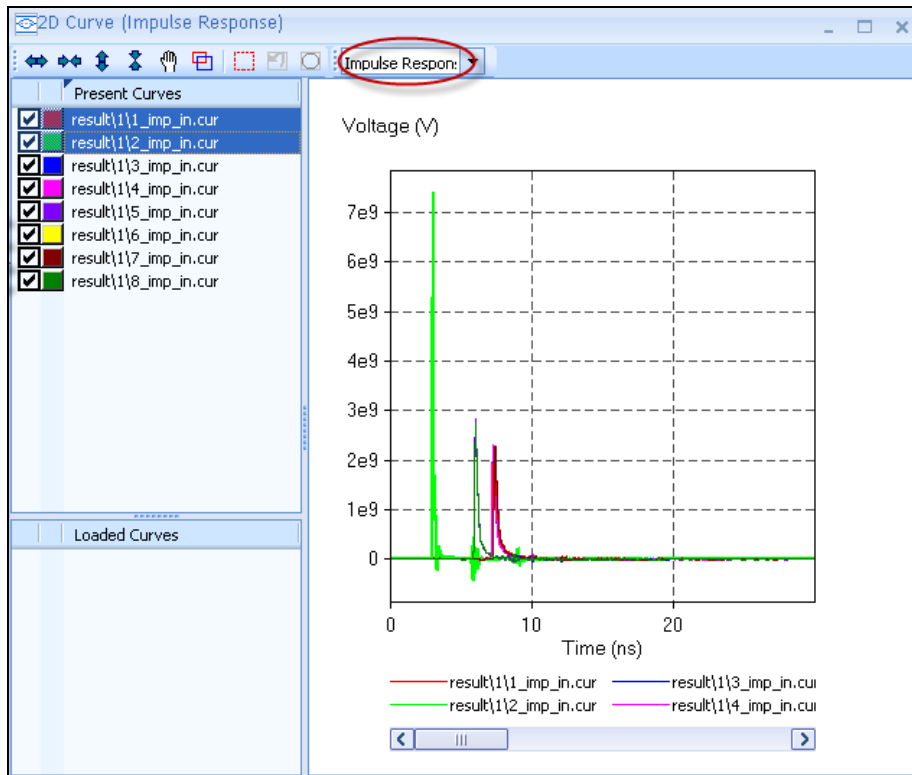 2D Curve (Impulse Response)
Impulse Respon:
Present Curves
result\1\1_imp_in.cur
result\1\2_imp_in.cur
result\1\3_imp_in.cur
result\1\4_imp_in.cur
result\1\5_imp_in.cur
result\1\6_imp_in.cur
result\1\7_imp_in.cur
result\1\8_imp_in.cur
Loaded Curves
Voltage (V)
7e9
6e9
5e9
4e9
3e9
2e9
1e9
0
0 10 20
Time (ns)
result\1\1_imp_in.cur result\1\3_imp_in.cu
result\1\2_imp_in.cur result\1\4_imp_in.cu